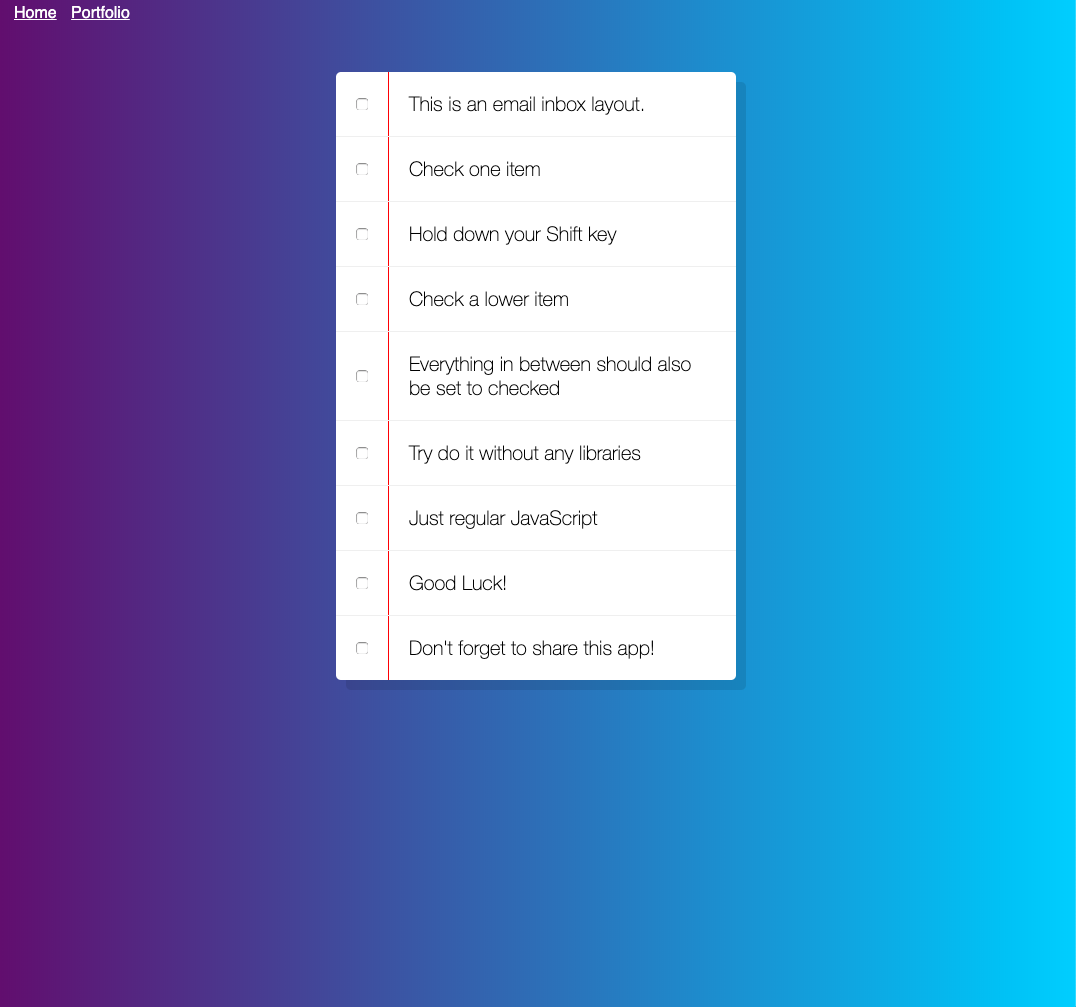 Home Portfolio
This is an email inbox layout.
Check one item
Hold down your Shift key
Check a lower item
Everything in between should also
be set to checked
Try do it without any libraries
Just regular JavaScript
Good Luck!
Don't forget to share this app!